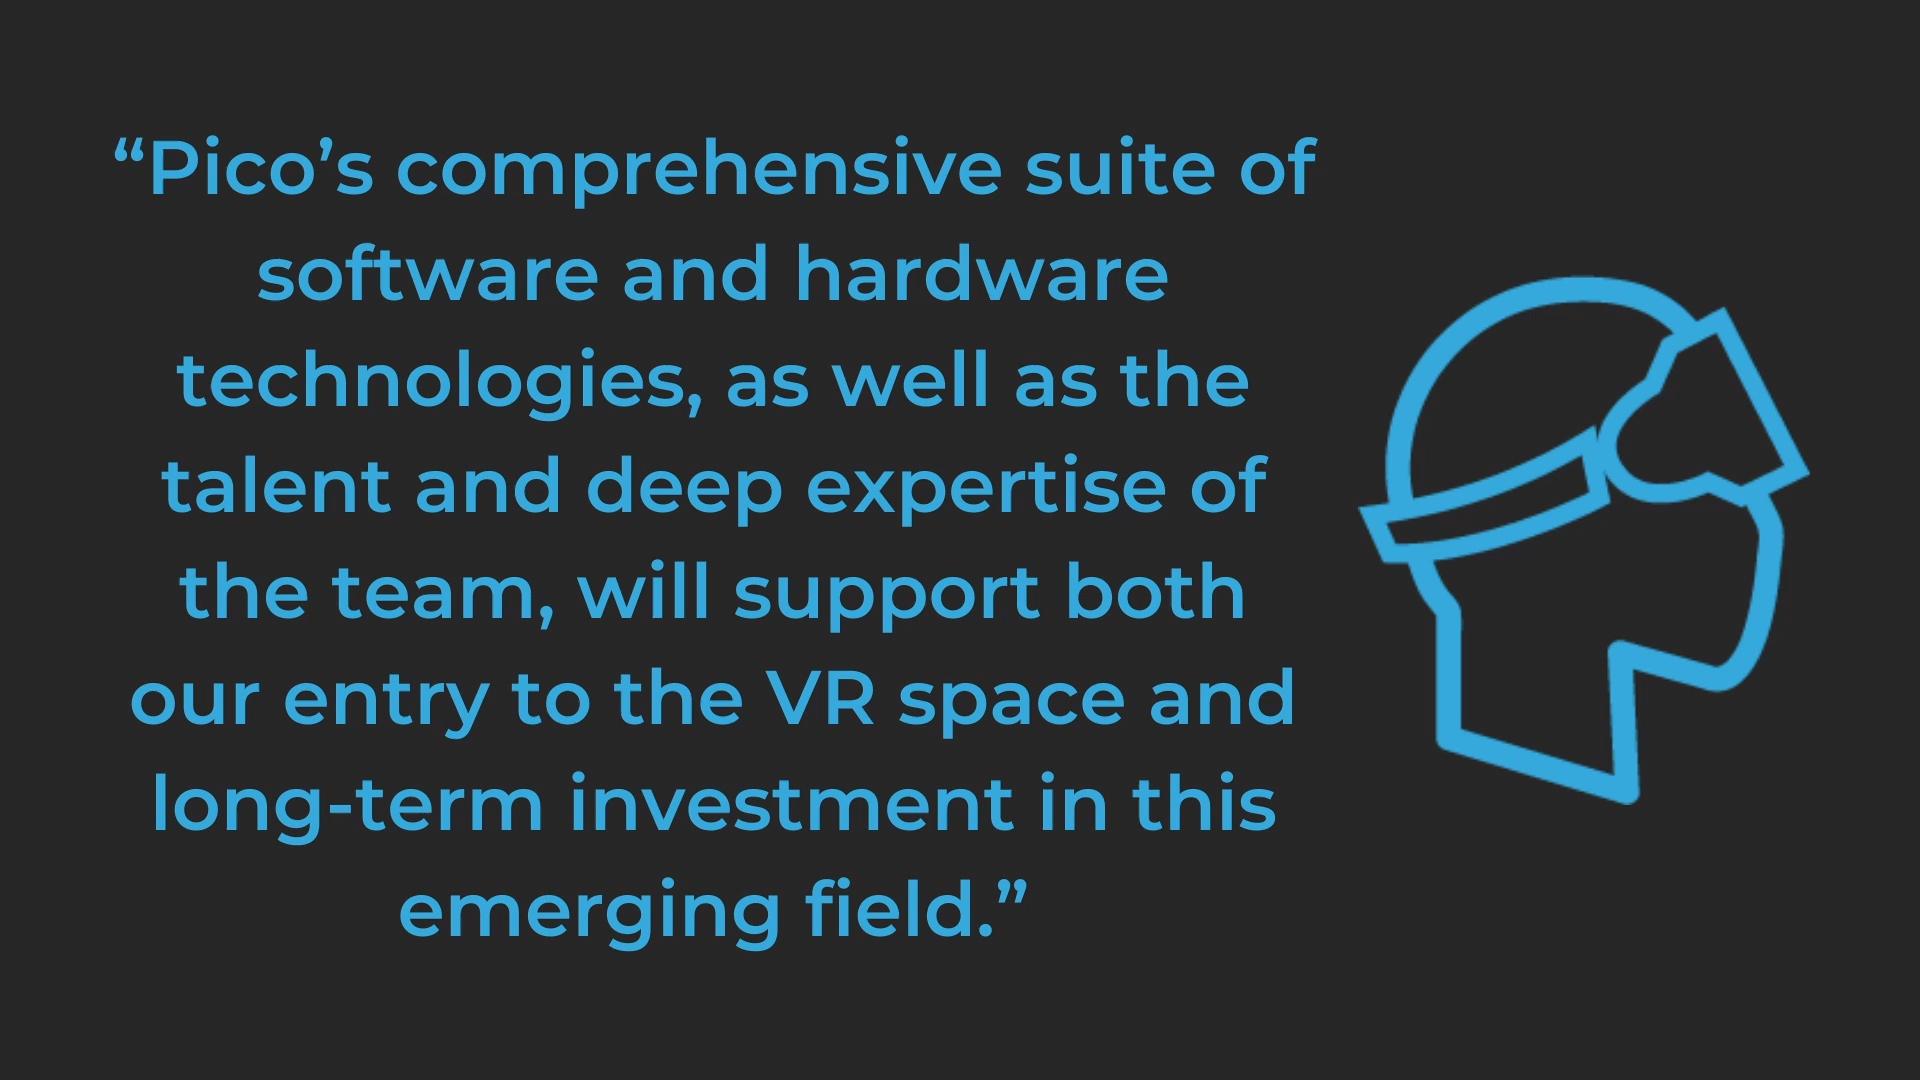 “Pico’s comprehensive suite of
software and hardware
technologies, as well as the
talent and deep expertise of
the team, will support both
our entry to the VR space and
long-term investment in this
emerging field.”